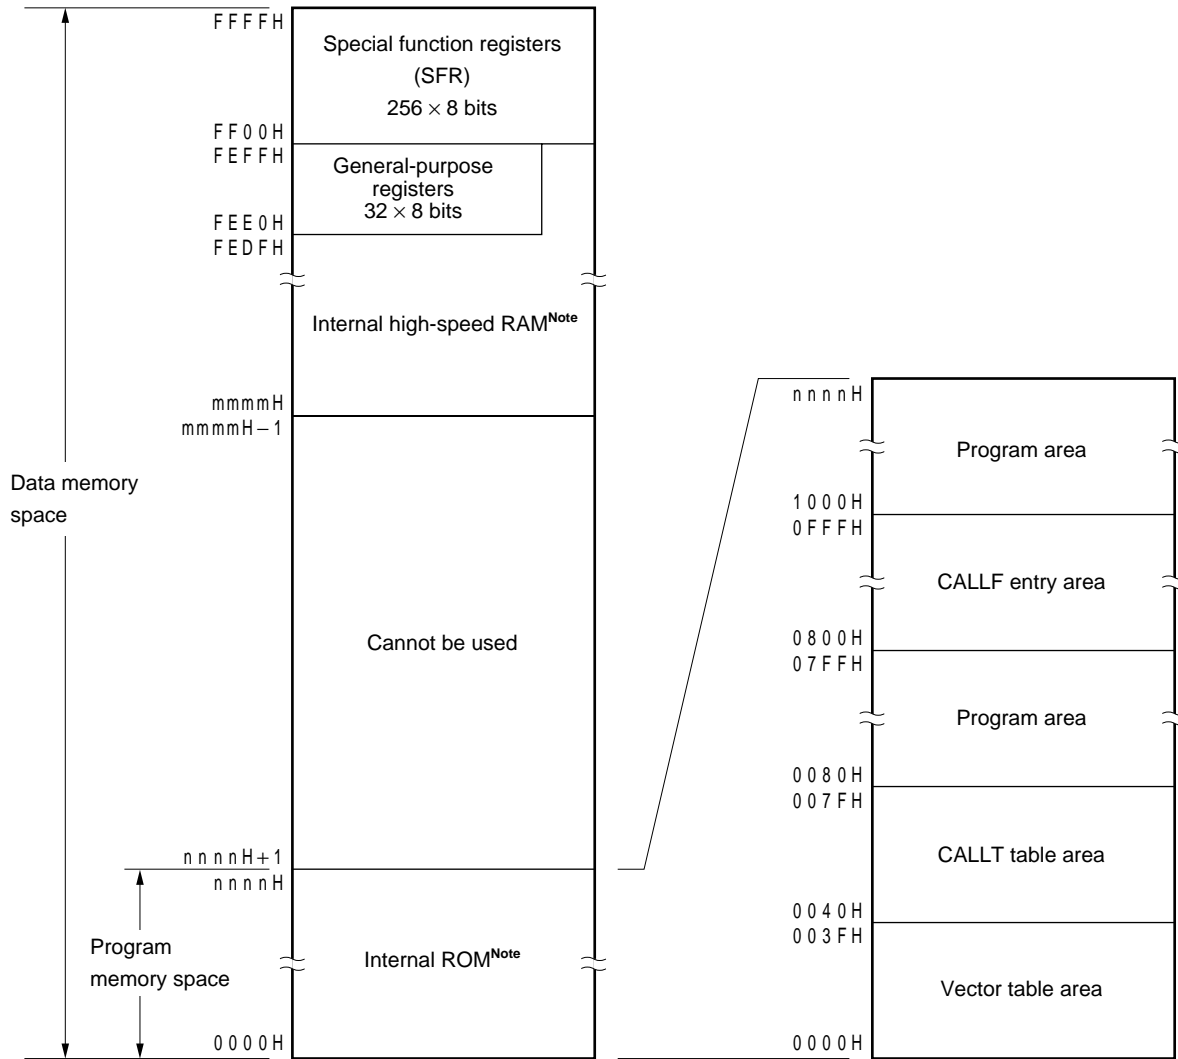 FFFFH
Special function registers
(SFR)
256 × 8 bits
FF00H
FEFFH
General-purpose
registers
32 × 8 bits
FEE0H
FEDFH
Internal high-speed RAMNote
mmmmH
mmmmH−1
Data memory
space
Cannot be used
nnnnH+1
nnnnH
Program
memory space
Internal ROMNote
0000H
nnnnH
Program area
1000H
0FFFH
CALLF entry area
0800H
07FFH
Program area
0080H
007FH
CALLT table area
0040H
003FH
Vector table area
0000H